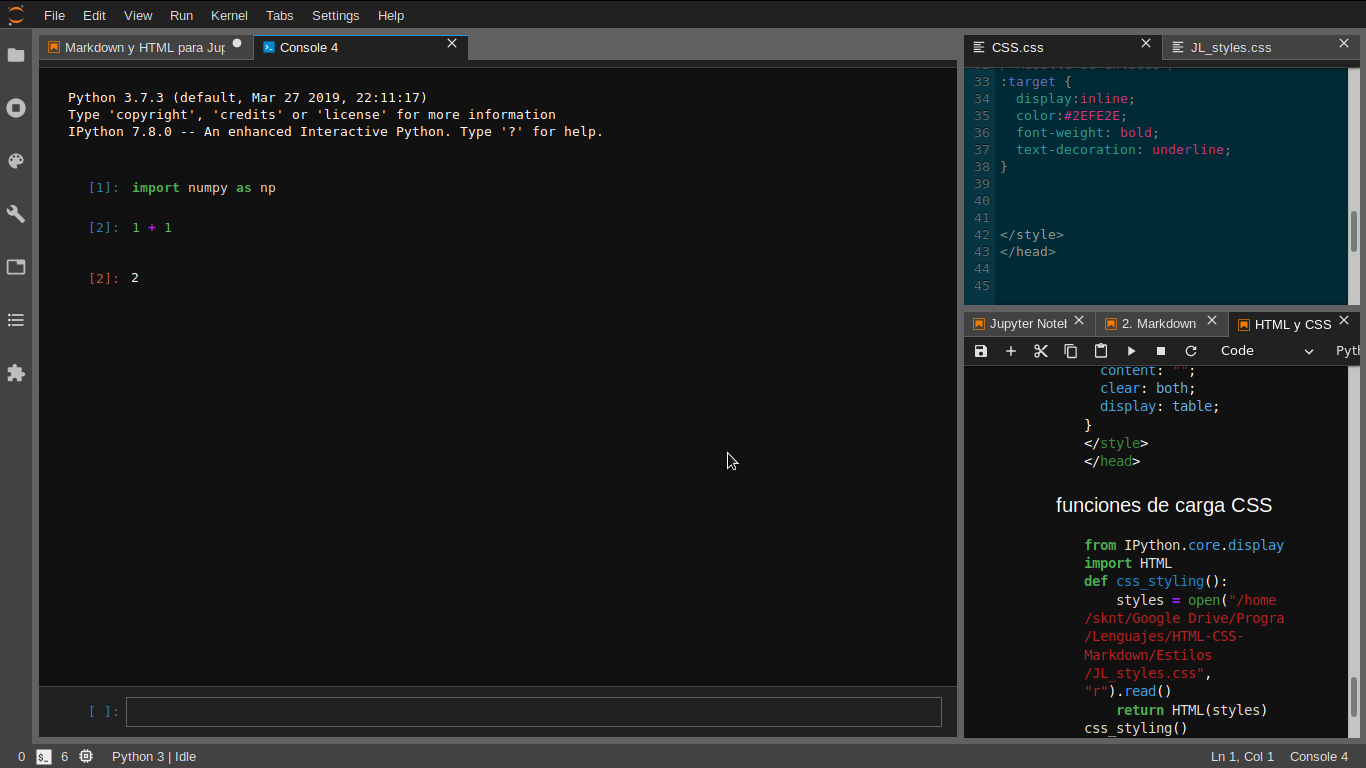 File Edit View Run Kernel Tabs Settings Help
Markdown y HTML para Jup
Console 4
Python 3.7.3 (default, Mar 27 2019, 22:11:17)
Type 'copyright', 'credits' or 'license' for more information
IPython 7.8.0 -- An enhanced Interactive Python. Type '?' for help.
[1]: import numpy as np
[2]: 1 + 1
[2]: 2
[ ]:
CSS.css
JL_styles.css
33 :target {
34 display:inline;
35 color:#2EFE2E;
36 font-weight: bold;
37 text-decoration: underline;
38 }
39
40
41
42 </style>
43 </head>
44
45
Jupyter Noteb
2. Markdown
HTML y CSS
Code
Pyth
content: "";
clear: both;
display: table;
}
</style>
</head>
funciones de carga CSS
from IPython.core.display
import HTML
def css_styling():
styles = open("/home
/sknt/Google Drive/Progra
/Lenguajes/HTML-CSS-
Markdown/Estilos
/JL_styles.css",
"r").read()
return HTML(styles)
css_styling()
0 $_ 6 Python 3 | Idle
Ln 1, Col 1 Console 4